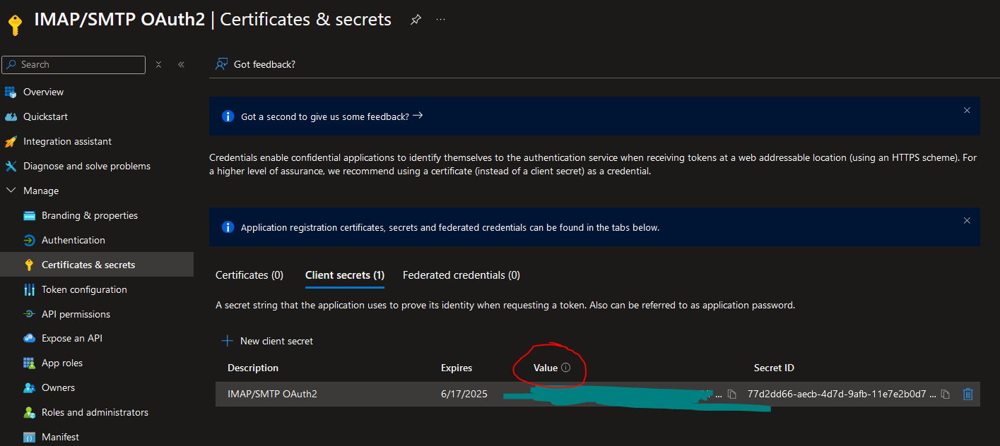 IMAP/SMTP OAuth2 | Certificates & secrets
Search
Got feedback?
Overview
Quickstart
Integration assistant
Diagnose and solve problems
Manage
Branding & properties
Authentication
Certificates & secrets
Token configuration
API permissions
Expose an API
App roles
Owners
Roles and administrators
Manifest
Got a second to give us some feedback?
Credentials enable confidential applications to identify themselves to the authentication service when receiving tokens at a web addressable location (using an HTTPS scheme). For
a higher level of assurance, we recommend using a certificate (instead of a client secret) as a credential.
Application registration certificates, secrets and federated credentials can be found in the tabs below.
Certificates (0) Client secrets (1) Federated credentials (0)
A secret string that the application uses to prove its identity when requesting a token. Also can be referred to as application password.
New client secret
Description Expires Value Secret ID
IMAP/SMTP OAuth2 6/17/2025 ... 77d2dd66-aecb-4d7d-9afb-11e7e2b0d7 ...